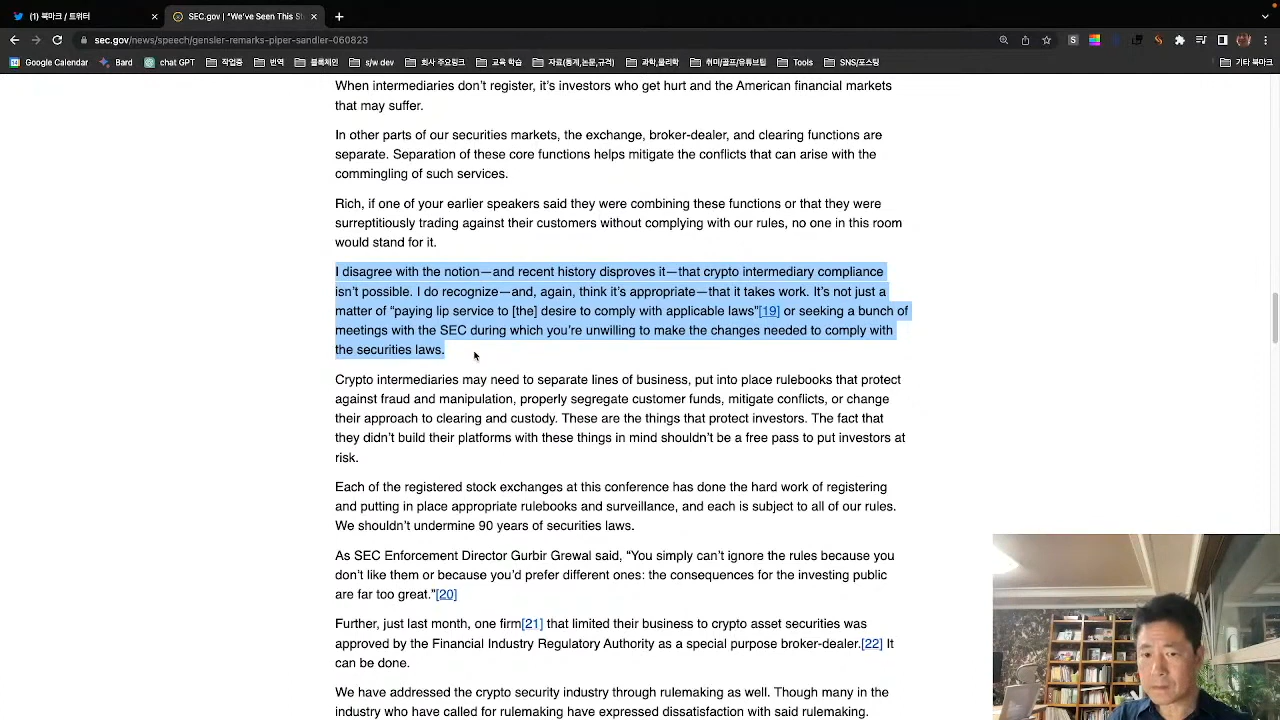 (1) 북마크 / 트위터
SEC.gov | "We've Seen This St
sec.gov/news/speech/gensler-remarks-piper-sandler-060823
Google Calendar
Bard
chat GPT
작업중
번역
블록체인
s/w dev
회사 주요링크
교육 학습
자료(통계,논문,규격)
과학,물리학
취미/골프/유튜브팁
Tools
SNS/포스팅
기타 북마크
When intermediaries don't register, it's investors who get hurt and the American financial markets
that may suffer.
In other parts of our securities markets, the exchange, broker-dealer, and clearing functions are
separate. Separation of these core functions helps mitigate the conflicts that can arise with the
commingling of such services.
Rich, if one of your earlier speakers said they were combining these functions or that they were
surreptitiously trading against their customers without complying with our rules, no one in this room
would stand for it.
I disagree with the notion—and recent history disproves it—that crypto intermediary compliance
isn't possible. I do recognize—and, again, think it's appropriate—that it takes work. It's not just a
matter of "paying lip service to [the] desire to comply with applicable laws"[19] or seeking a bunch of
meetings with the SEC during which you're unwilling to make the changes needed to comply with
the securities laws.
Crypto intermediaries may need to separate lines of business, put into place rulebooks that protect
against fraud and manipulation, properly segregate customer funds, mitigate conflicts, or change
their approach to clearing and custody. These are the things that protect investors. The fact that
they didn't build their platforms with these things in mind shouldn't be a free pass to put investors at
risk.
Each of the registered stock exchanges at this conference has done the hard work of registering
and putting in place appropriate rulebooks and surveillance, and each is subject to all of our rules.
We shouldn't undermine 90 years of securities laws.
As SEC Enforcement Director Gurbir Grewal said, "You simply can't ignore the rules because you
don't like them or because you'd prefer different ones: the consequences for the investing public
are far too great."[20]
Further, just last month, one firm[21] that limited their business to crypto asset securities was
approved by the Financial Industry Regulatory Authority as a special purpose broker-dealer.[22] It
can be done.
We have addressed the crypto security industry through rulemaking as well. Though many in the
industry who have called for rulemaking have expressed dissatisfaction with said rulemaking.